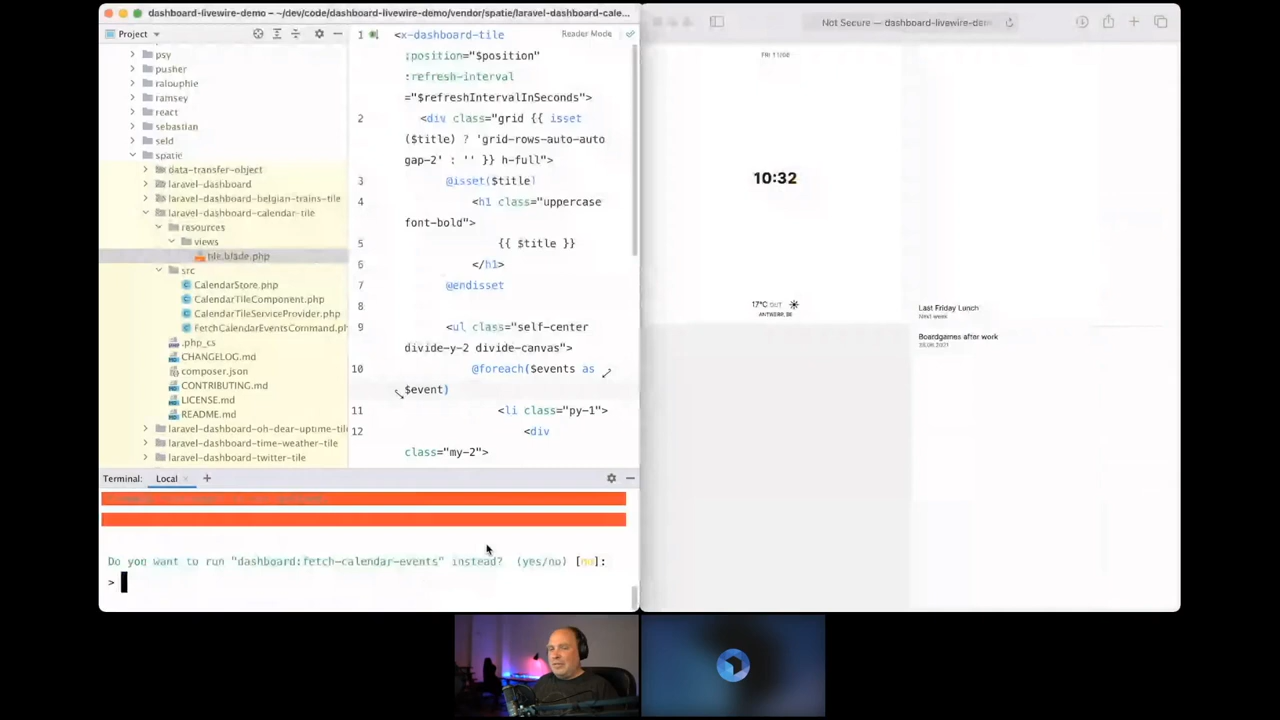 dashboard-livewire-demo – ~/dev/code/dashboard-livewire-demo/vendor/spatie/laravel-dashboard-cale...
Project
psy
pusher
ralouphie
ramsey
react
sebastian
seld
spatie
data-transfer-object
laravel-dashboard
laravel-dashboard-belgian-trains-tile
laravel-dashboard-calendar-tile
resources
views
tile.blade.php
src
CalendarStore.php
CalendarTileComponent.php
CalendarTileServiceProvider.php
FetchCalendarEventsCommand.ph
.php_cs
CHANGELOG.md
composer.json
CONTRIBUTING.md
LICENSE.md
README.md
laravel-dashboard-oh-dear-uptime-tile
laravel-dashboard-time-weather-tile
laravel-dashboard-twitter-tile
Reader Mode
1 <x-dashboard-tile
:position="$position"
:refresh-interval
="$refreshIntervalInSeconds">
2 <div class="grid {{ isset
($title) ? 'grid-rows-auto-auto
gap-2' : '' }} h-full">
3 @isset($title)
4 <h1 class="uppercase
font-bold">
5 {{ $title }}
6 </h1>
7 @endisset
8
9 <ul class="self-center
divide-y-2 divide-canvas">
10 @foreach($events as
$event)
11 <li class="py-1">
12 <div
class="my-2">
Terminal: Local +
Do you want to run "dashboard:fetch-calendar-events" instead? (yes/no) [no]:
>
Not Secure — dashboard-livewire-dem
10:32
17°C OUT
ANTWERP, BE
Last Friday Lunch
Next week
Boardgames after work